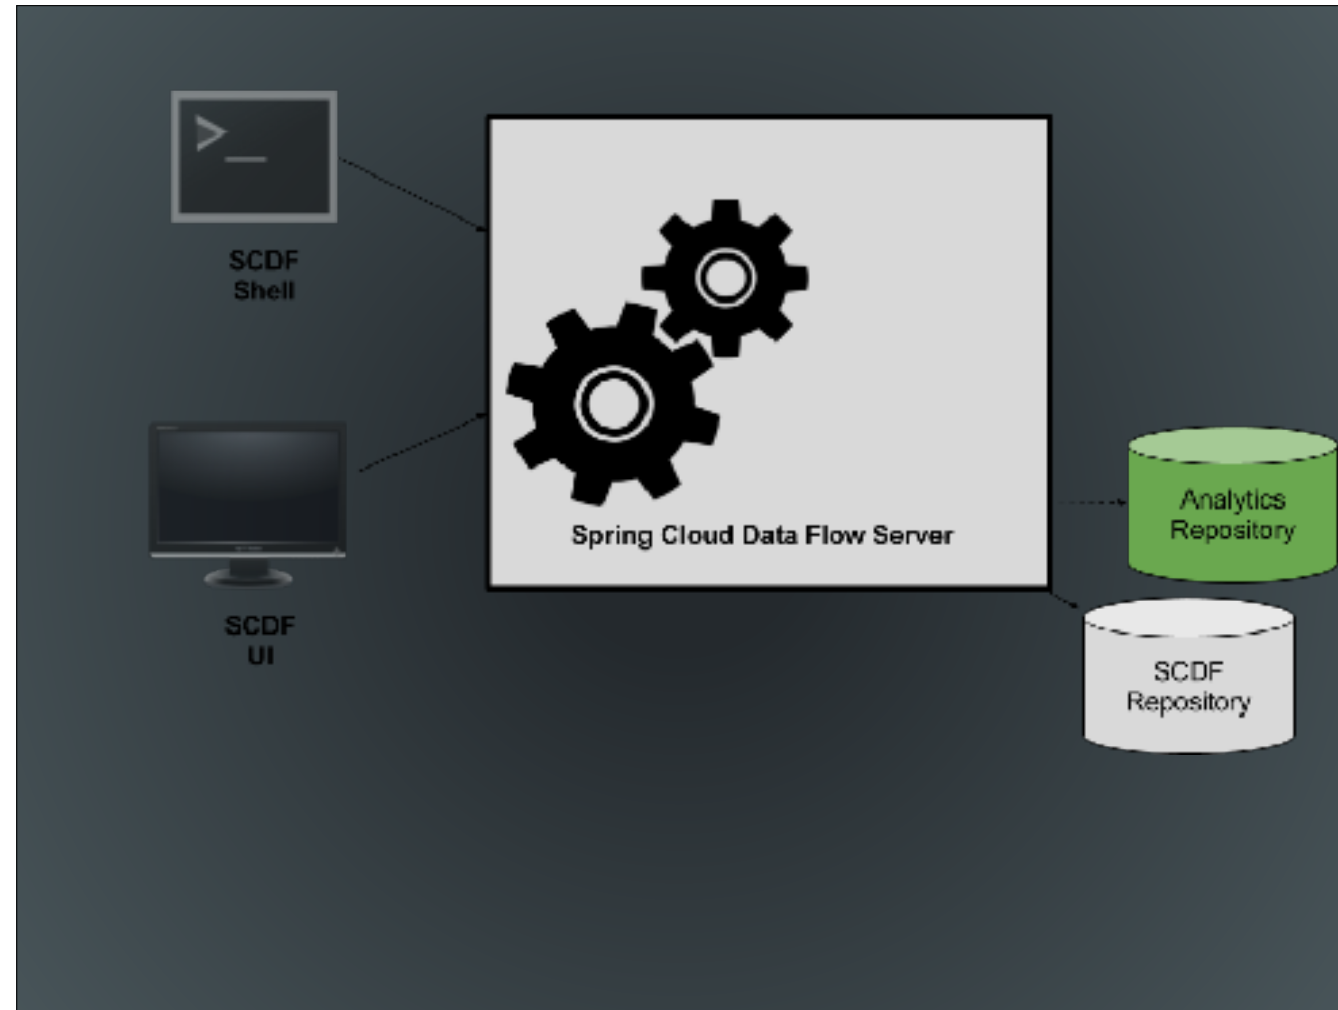 >_
SCDF
Shell
SCDF
UI
Spring Cloud Data Flow Server
Analytics
Repository
SCDF
Repository